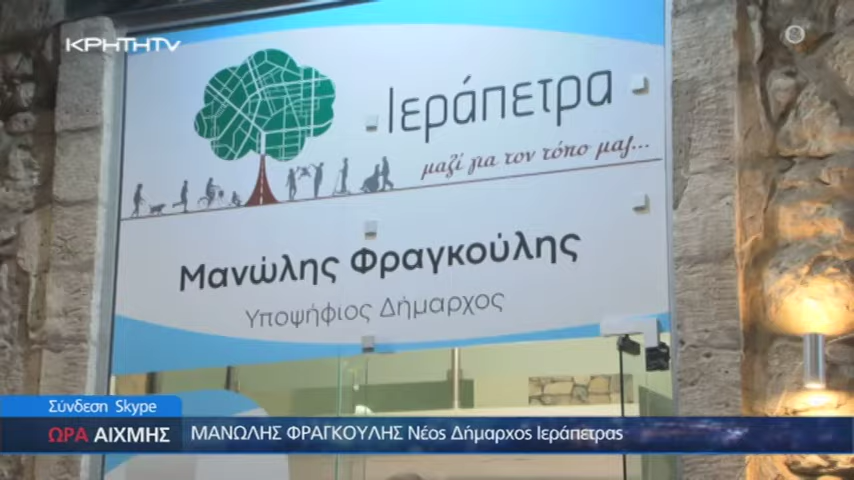 ΚΡΗΤΗTV
8
Ιεράπετρα
μαζί για τον τόπο μας...
Μανώλης Φραγκούλης
Υποψήφιος Δήμαρχος
Σύνδεση Skype
ΩΡΑ ΑΙΧΜΗΣ
ΜΑΝΩΛΗΣ ΦΡΑΓΚΟΥΛΗΣ Νέος Δήμαρχος Ιεράπετρας